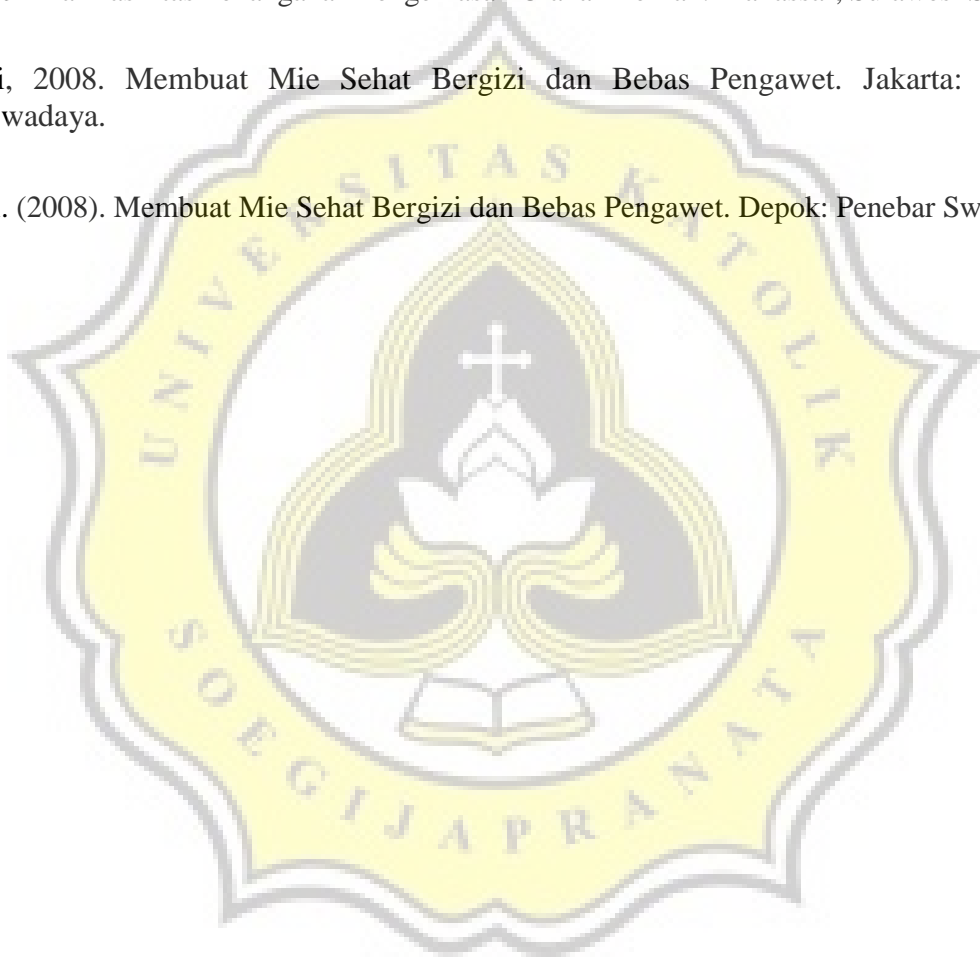 i, 2008. Membuat Mie Sehat Bergizi dan Bebas Pengawet. Jakarta:
wadaya.
. (2008). Membuat Mie Sehat Bergizi dan Bebas Pengawet. Depok: Penebar Sw
UNIVERSITAS KATOLIK
SOEGIJAPRANATA